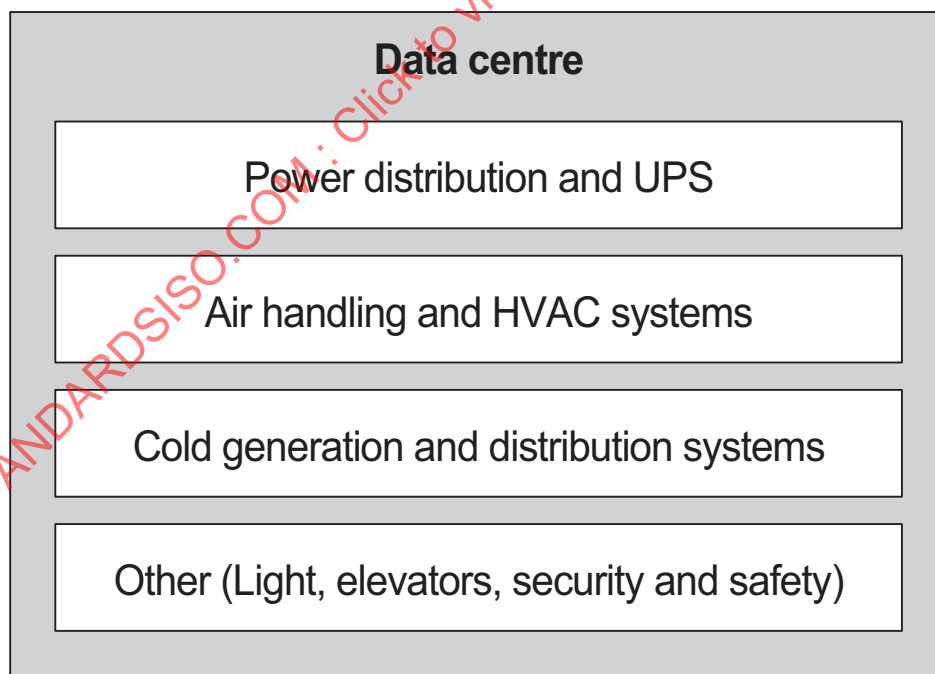 Data centre
Power distribution and UPS
Air handling and HVAC systems
Cold generation and distribution systems
Other (Light, elevators, security and safety)
ANDARDSISO.COM : Click to